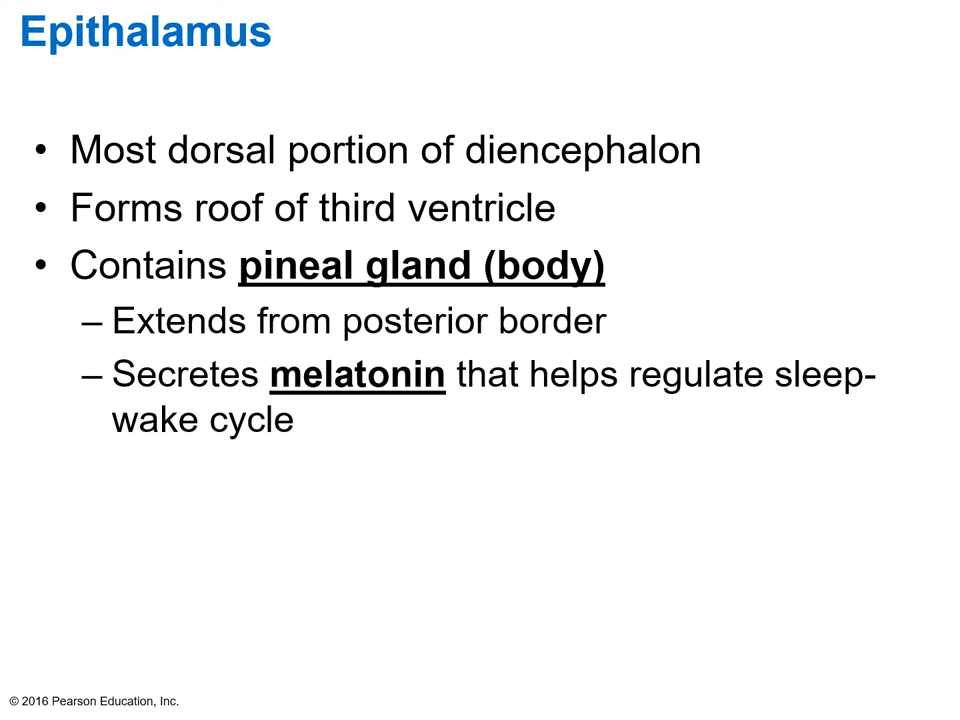 Epithalamus
• Most dorsal portion of diencephalon
• Forms roof of third ventricle
• Contains pineal gland (body)
– Extends from posterior border
– Secretes melatonin that helps regulate sleep-
wake cycle
© 2016 Pearson Education, Inc.